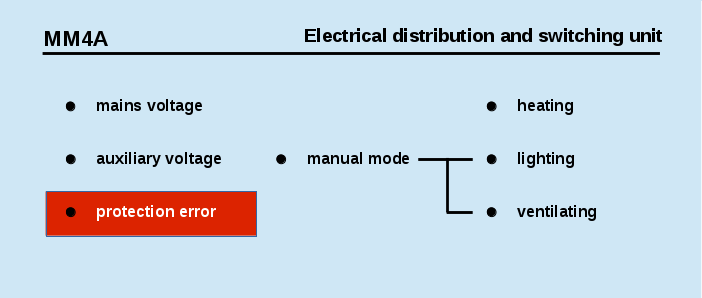 MM4A Electrical distribution and switching unit
mains voltage heating
auxiliary voltage manual mode lighting
protection error ventilating